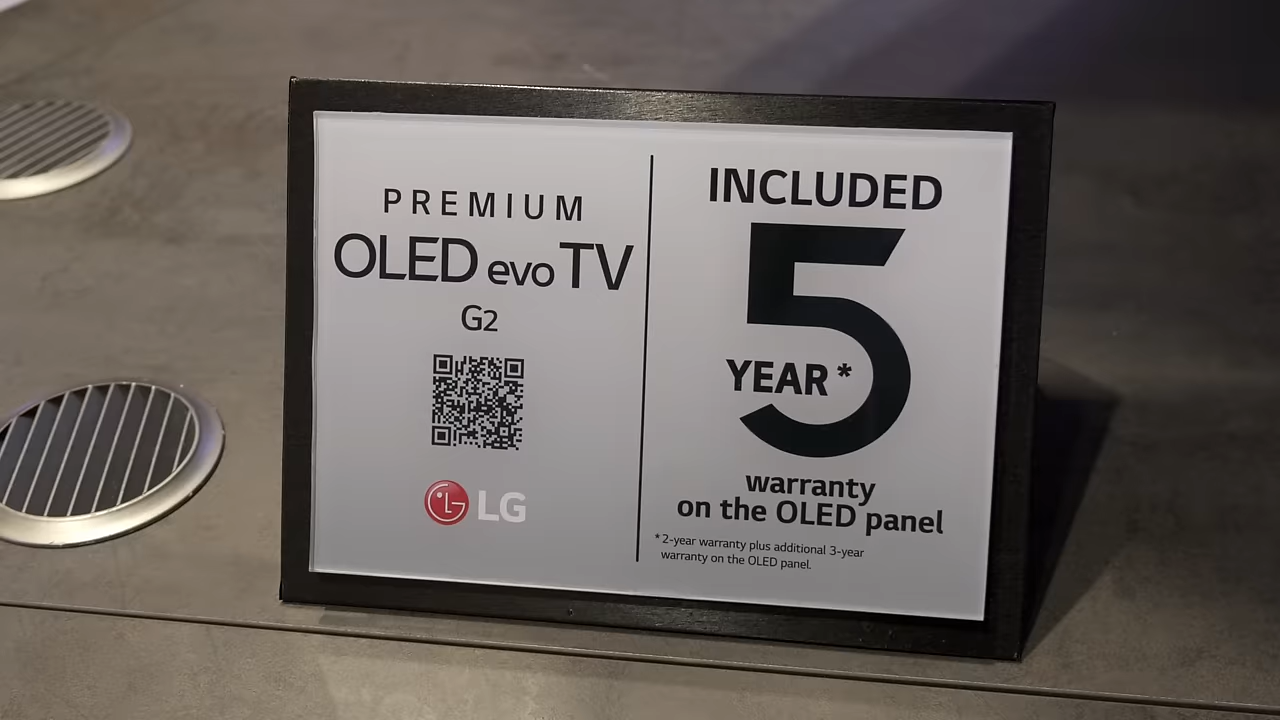 PREMIUM
OLED evo TV
G2
LG
INCLUDED
5
YEAR*
warranty
on the OLED panel
*2-year warranty plus additional 3-year
warranty on the OLED panel.